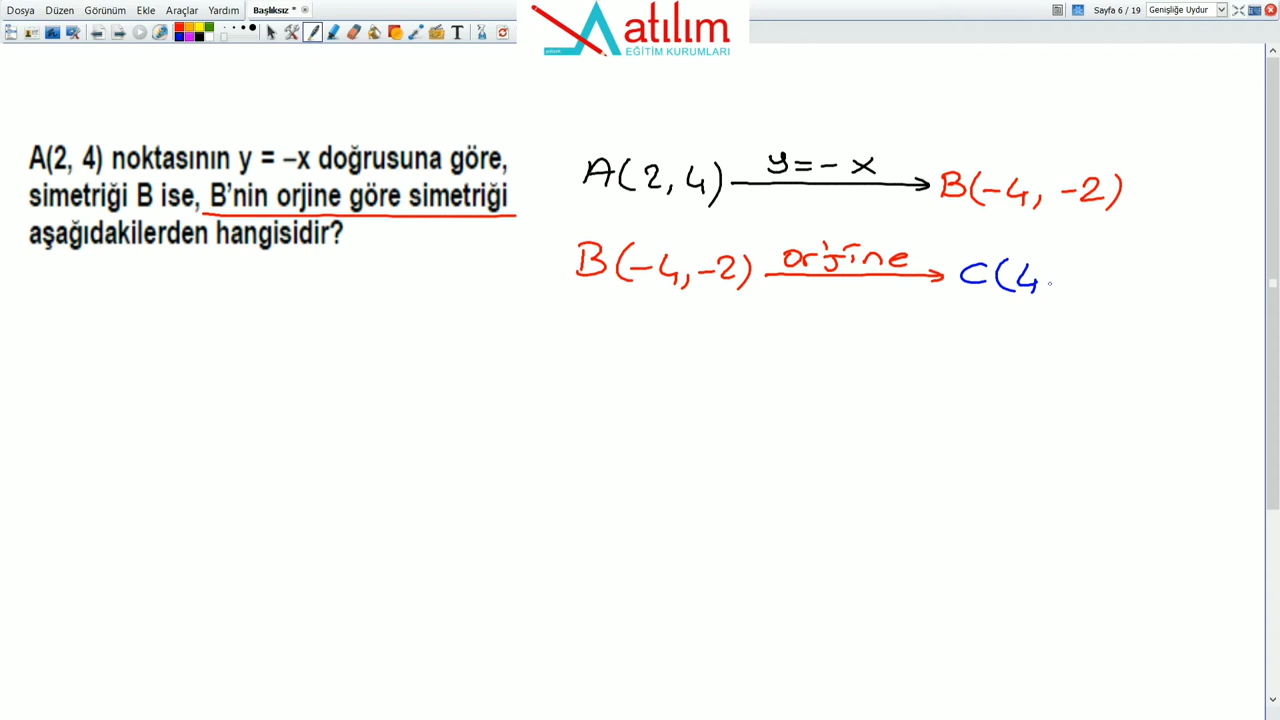 Dosya Düzen Görünüm Ekle Araçlar Yardım Başlıksız * Sayfa 6 / 19 Genişliğe Uydur
atılım
EĞİTİM KURUMLARI
A(2, 4) noktasının y = –x doğrusuna göre,
simetriği B ise, B’nin orjine göre simetriği
aşağıdakilerden hangisidir?
A(2, 4) y = - x B(-4, -2)
B(-4, -2) orjine C(4